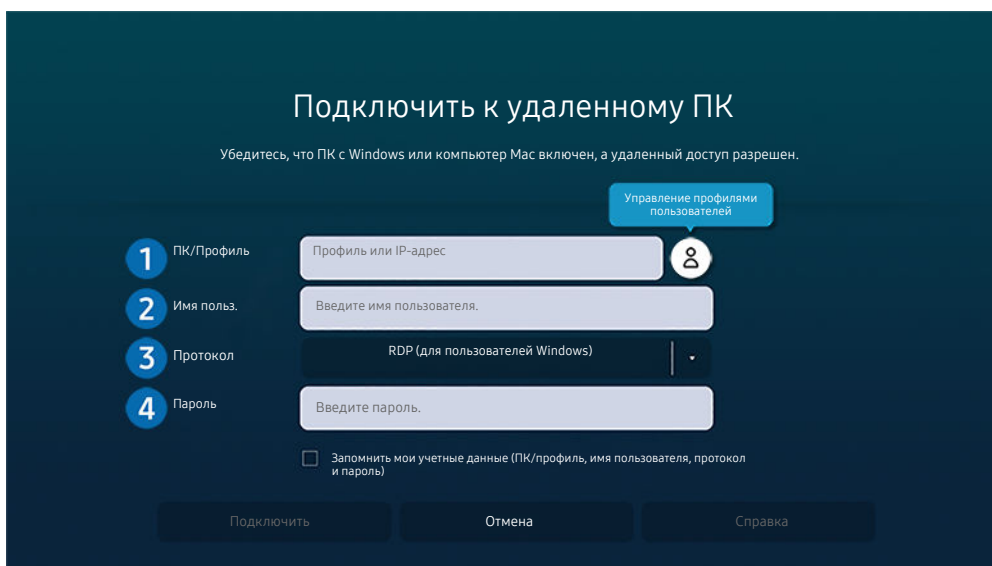 Подключить к удаленному ПК
Убедитесь, что ПК с Windows или компьютер Mac включен, а удаленный доступ разрешен.
Управление профилями
пользователей
1 ПК/Профиль Профиль или IP-адрес
2 Имя польз. Введите имя пользователя.
3 Протокол RDP (для пользователей Windows)
4 Пароль Введите пароль.
Запомнить мои учетные данные (ПК/профиль, имя пользователя, протокол
и пароль)
Подключить Отмена Справка